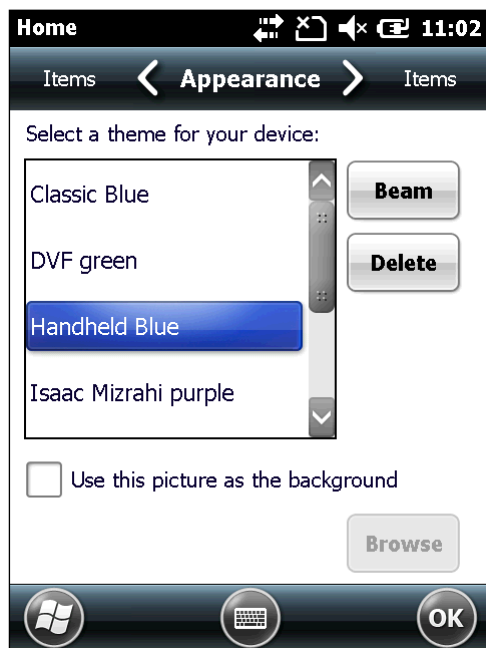 Home 11:02
Items Appearance Items
Select a theme for your device:
Classic Blue
Beam
DVF green
Delete
Handheld Blue
Isaac Mizrahi purple
Use this picture as the background
Browse
OK